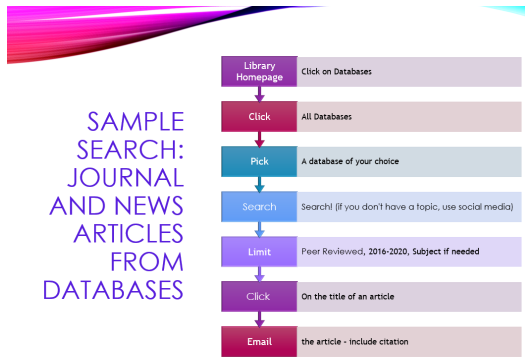 SAMPLE
SEARCH:
JOURNAL
AND NEWS
ARTICLES
FROM
DATABASES
Library
Homepage
Click on Databases
Click
All Databases
Pick
A database of your choice
Search
Search! (if you don't have a topic, use social media)
Limit
Peer Reviewed, 2016-2020, Subject if needed
Click
On the title of an article
Email
the article - include citation